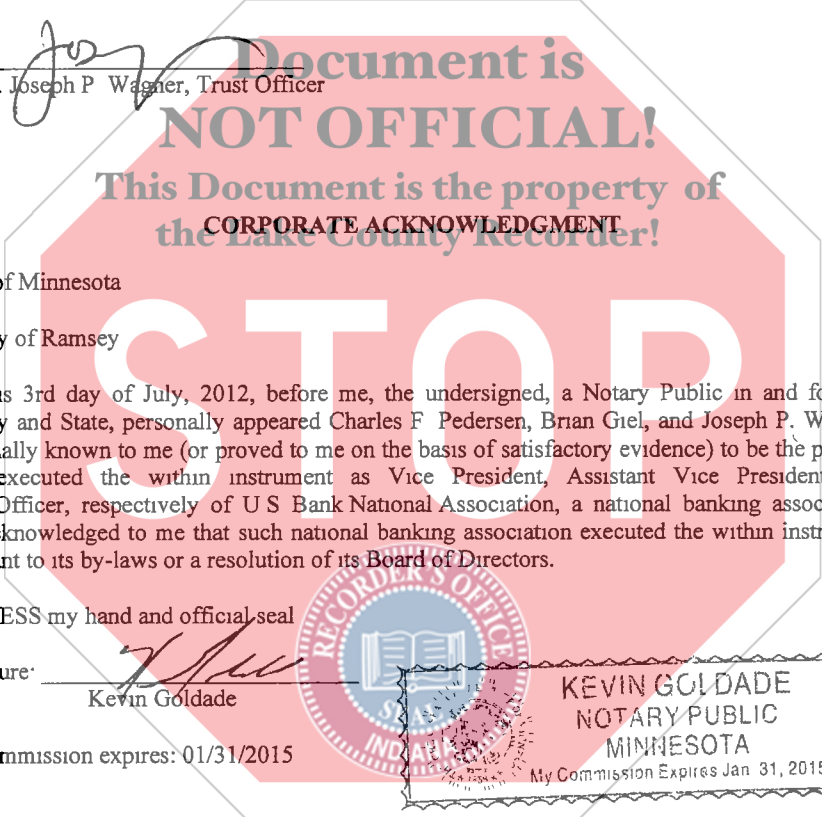 Document is
Joseph P Wagner, Trust Officer
NOT OFFICIAL!
This Document is the property of
the Lake County Recorder!
CORPORATE ACKNOWLEDGMENT
of Minnesota
y of Ramsey
STOP
is 3rd day of July, 2012, before me, the undersigned, a Notary Public in and fo
y and State, personally appeared Charles F Pedersen, Brian Giel, and Joseph P. W
ally known to me (or proved to me on the basis of satisfactory evidence) to be the p
executed the within instrument as Vice President, Assistant Vice President
Officer, respectively of U S Bank National Association, a national banking assoc
knowledged to me that such national banking association executed the within instr
nt to its by-laws or a resolution of its Board of Directors.
ESS my hand and official seal
ure
Kevin Goldade
mmission expires: 01/31/2015
RECORDER'S OFFICE
SEAL
INDIANA
KEVIN GOLDADE
NOTARY PUBLIC
MINNESOTA
My Commission Expires Jan 31, 2015